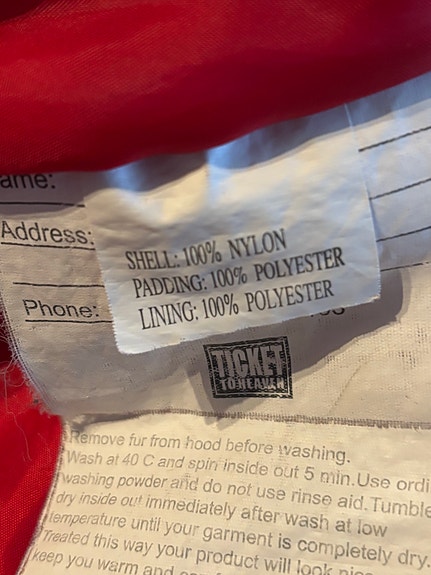 ame:
Address:
Phone:
SHELL: 100% NYLON
PADDING: 100% POLYESTER
LINING: 100% POLYESTER
TICKET
TO HEAVEN
Remove fur from hood before washing.
Wash at 40 C and spin inside out 5 min.Use ordi
washing powder and do not use rinse aid.Tumble
dry inside out immediately after wash at low
temperature until your garment is completely dry.
Treated this way your product will look nice
keep you warm and